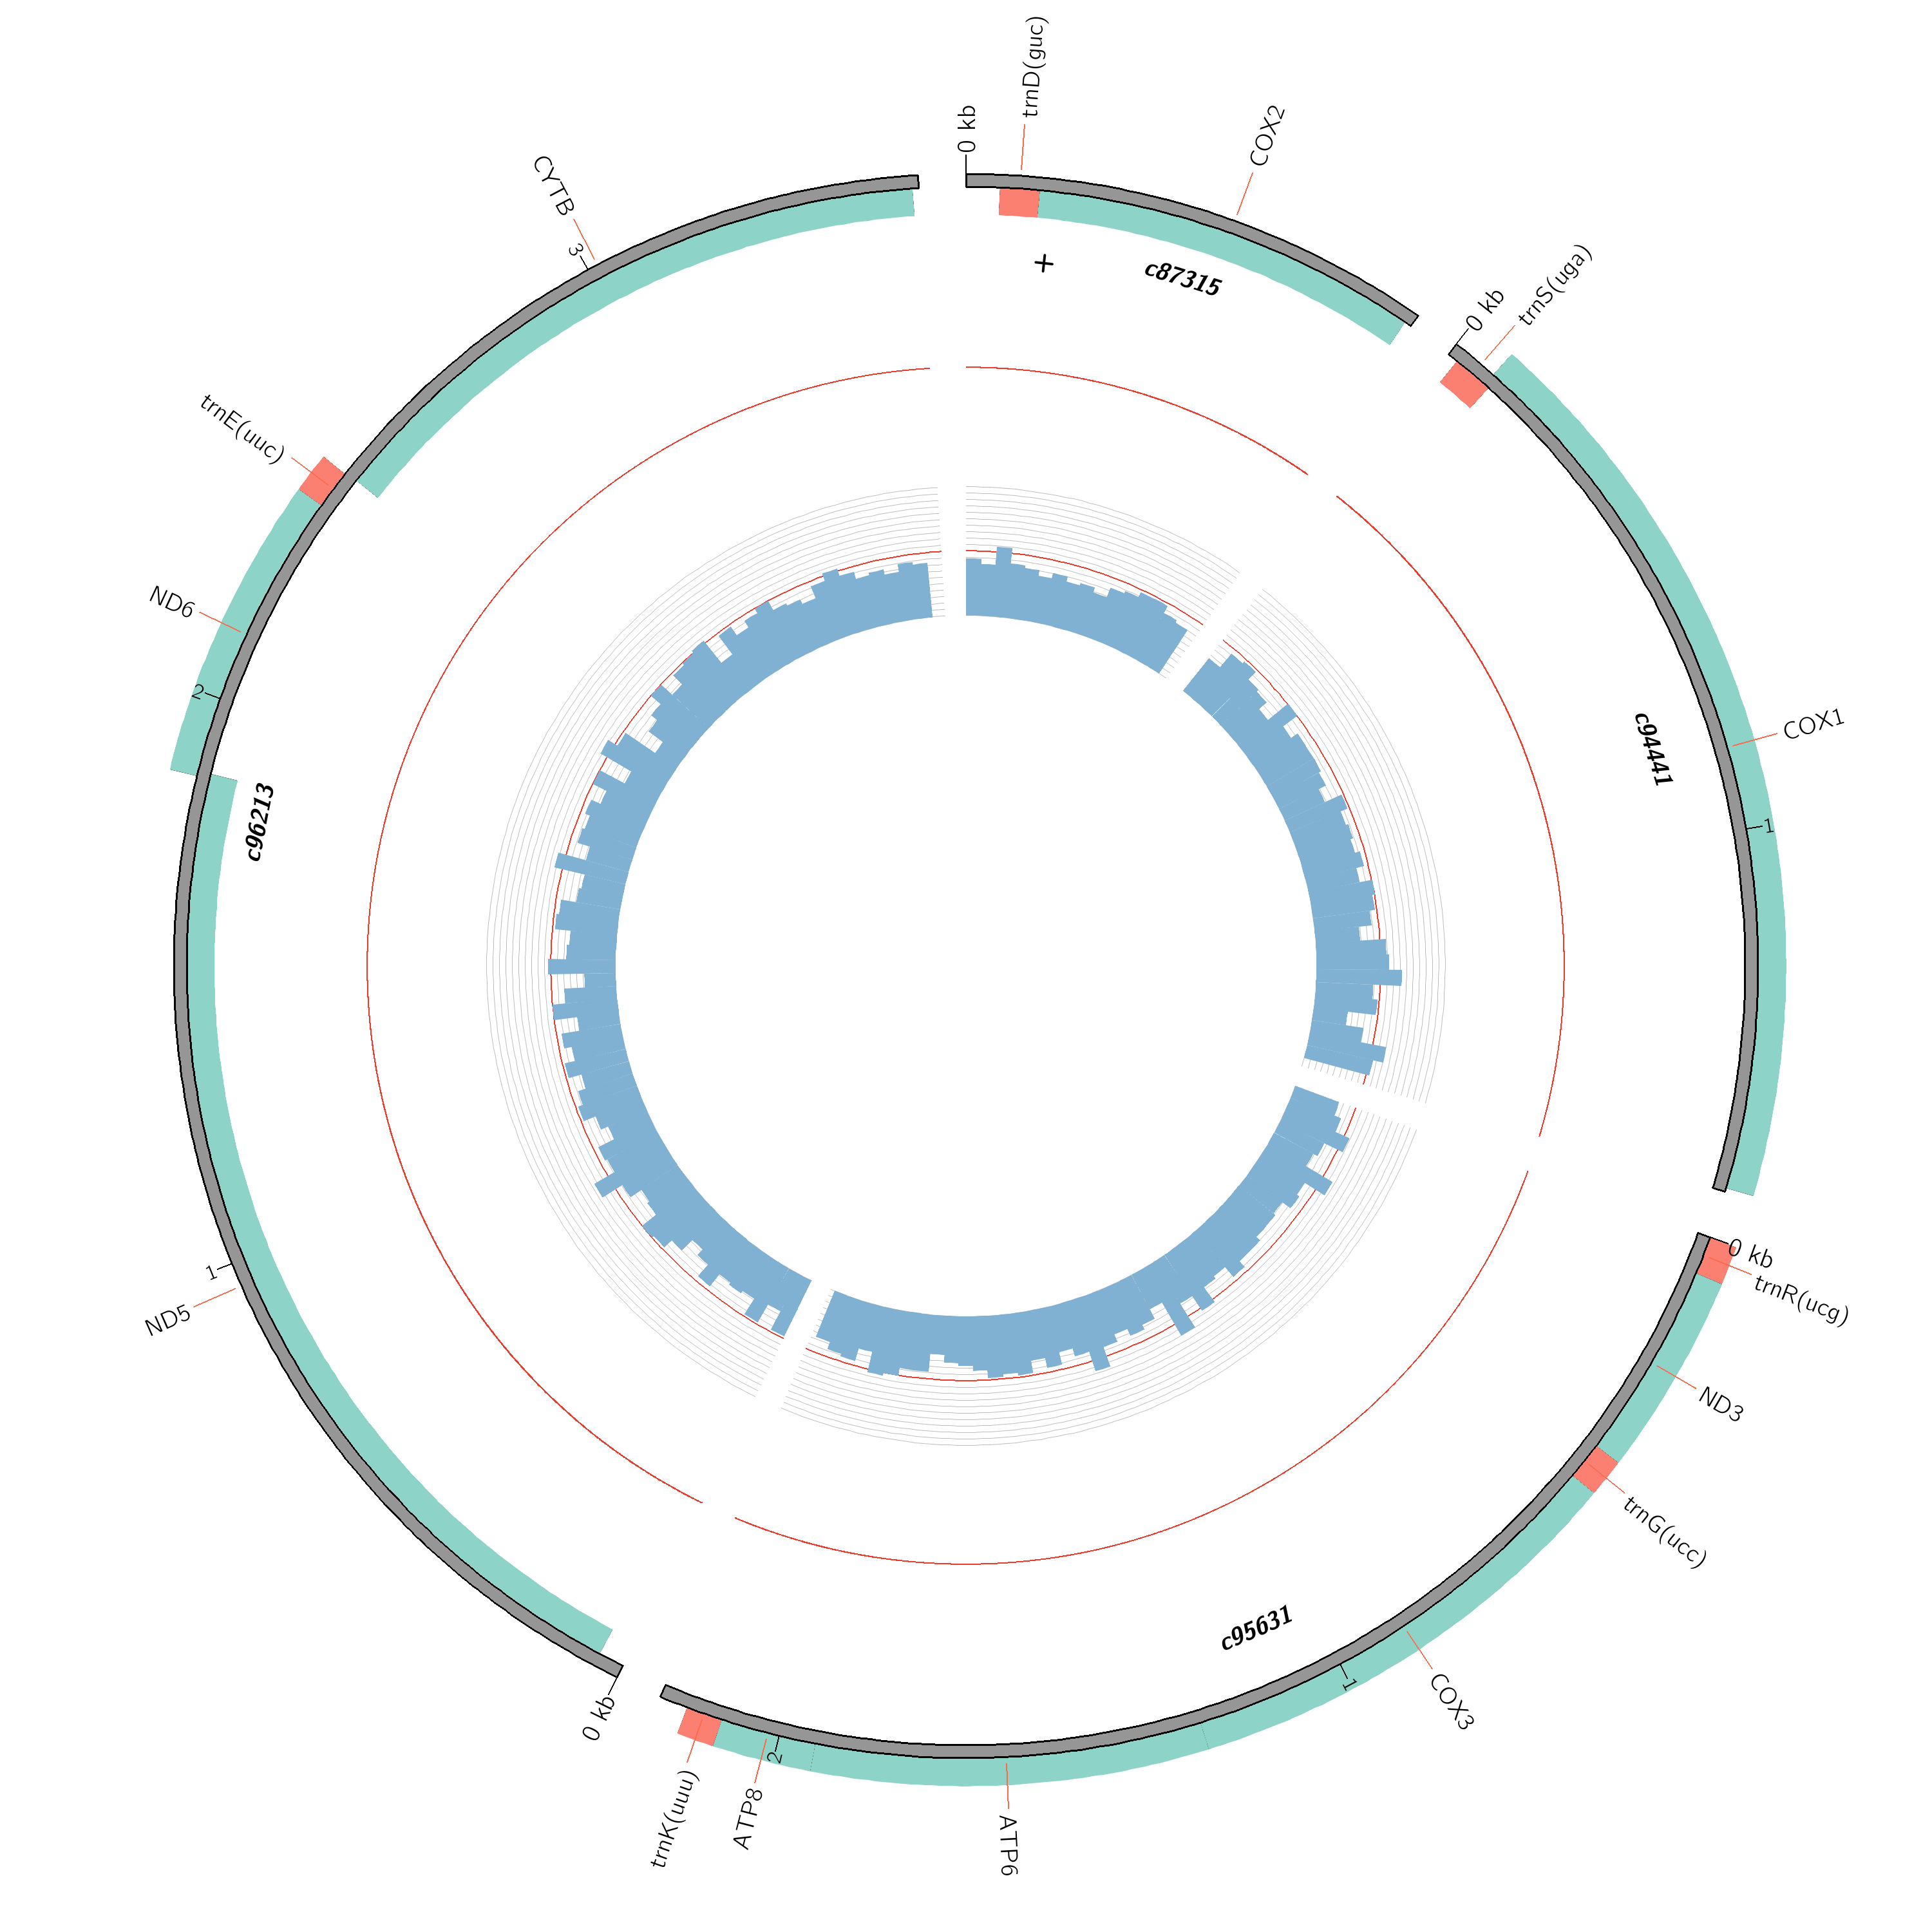 0 kb
trnD(guc)
COX2
+
c87315
0 kb
trnS(uga)
COX1
c94441
1
0 kb
trnR(ucg)
ND3
trnG(ucc)
COX3
1
c95631
ATP6
2
ATP8
trnK(uuu)
0 kb
ND5
1
c96213
2
ND6
trnE(uuc)
3
CYTB